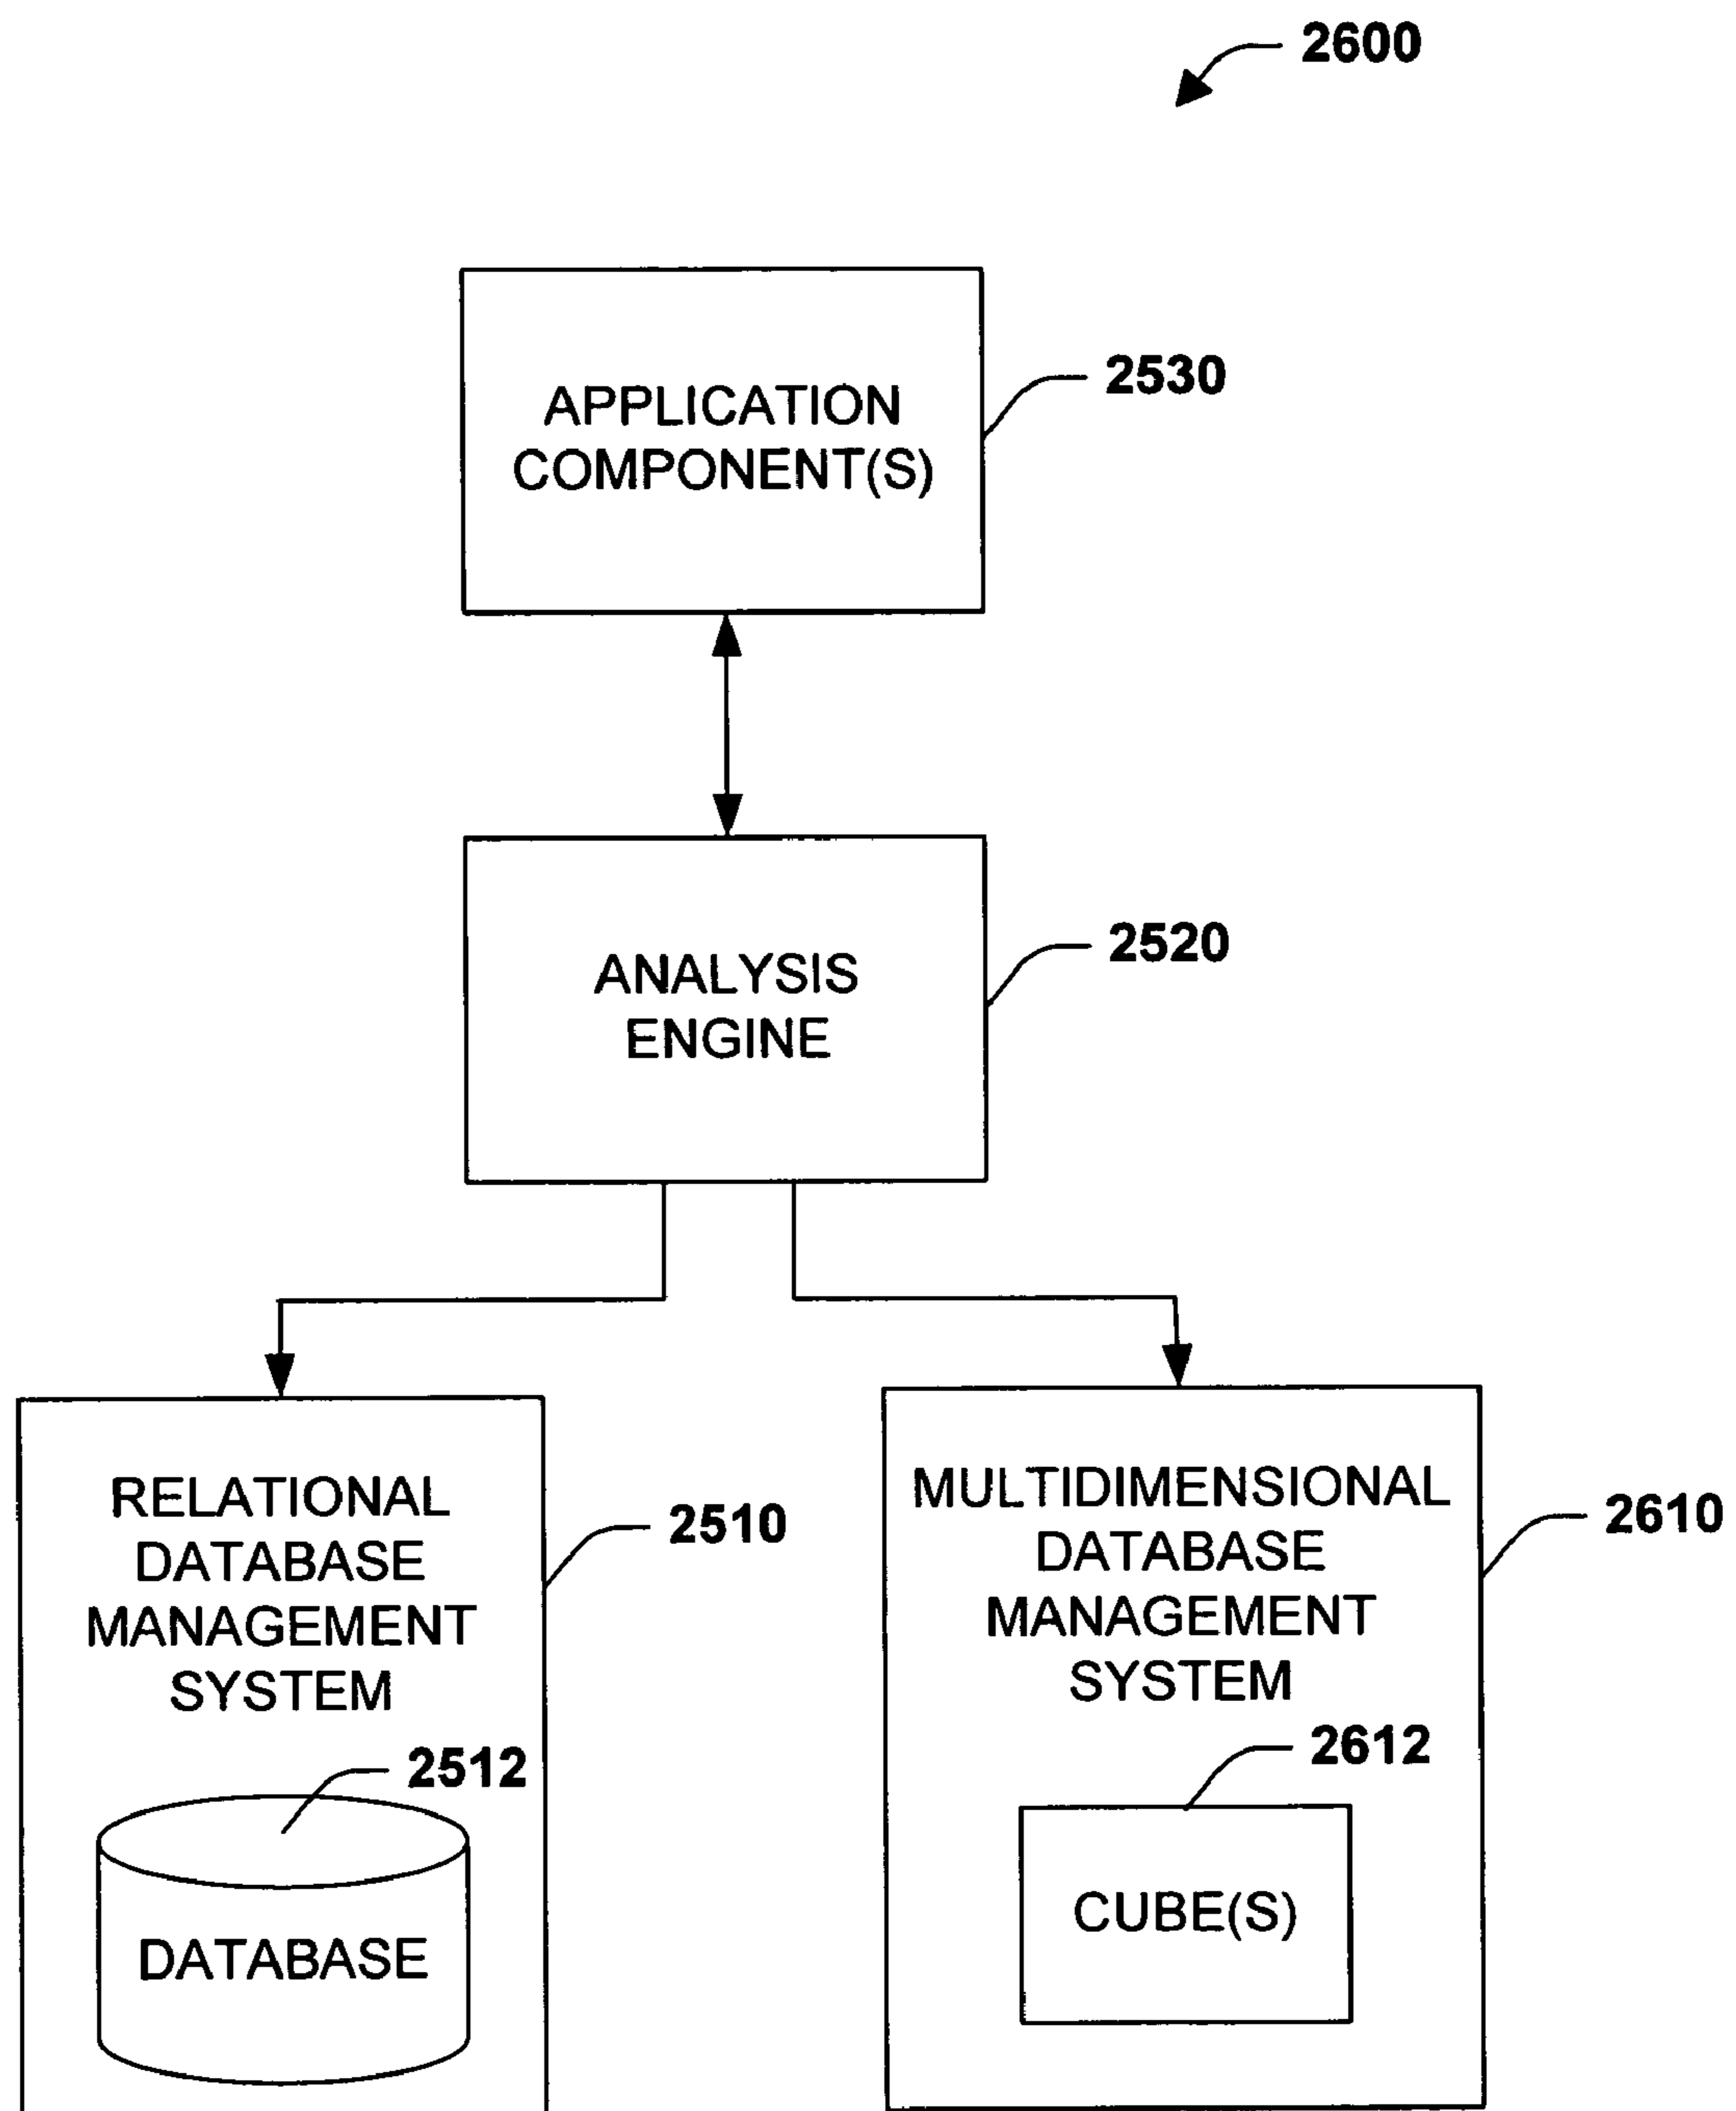 2600
APPLICATION
COMPONENT(S)
2530
ANALYSIS
ENGINE
2520
RELATIONAL
DATABASE
MANAGEMENT
SYSTEM
2510
2512
DATABASE
MULTIDIMENSIONAL
DATABASE
MANAGEMENT
SYSTEM
2610
2612
CUBE(S)